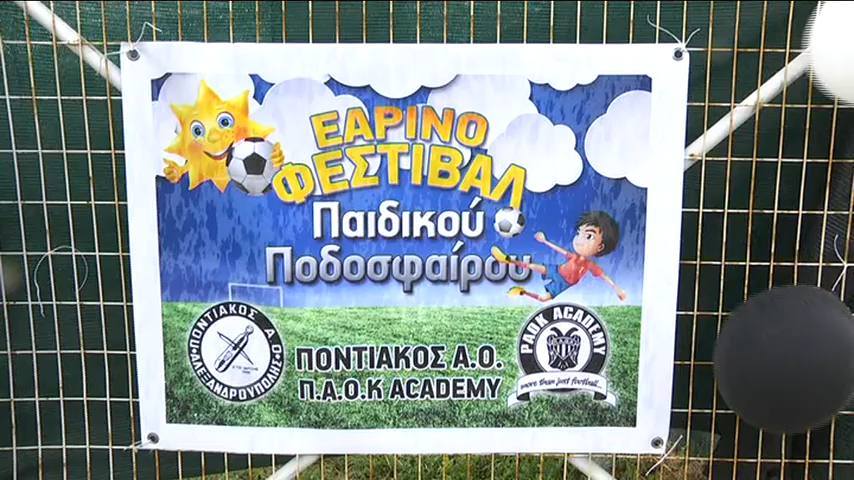 ΕΑΡΙΝΟ
ΦΕΣΤΙΒΑΛ
Παιδικού
Ποδοσφαίρου
ΠΟΝΤΙΑΚΟΣ Α.Ο.
ΑΛΕΞΑΝΔΡΟΥΠΟΛΗΣ
ΠΟΝΤΙΑΚΟΣ Α.Ο.
Π.Α.Ο.Κ ACADEMY
PAOK ACADEMY
more than just football...